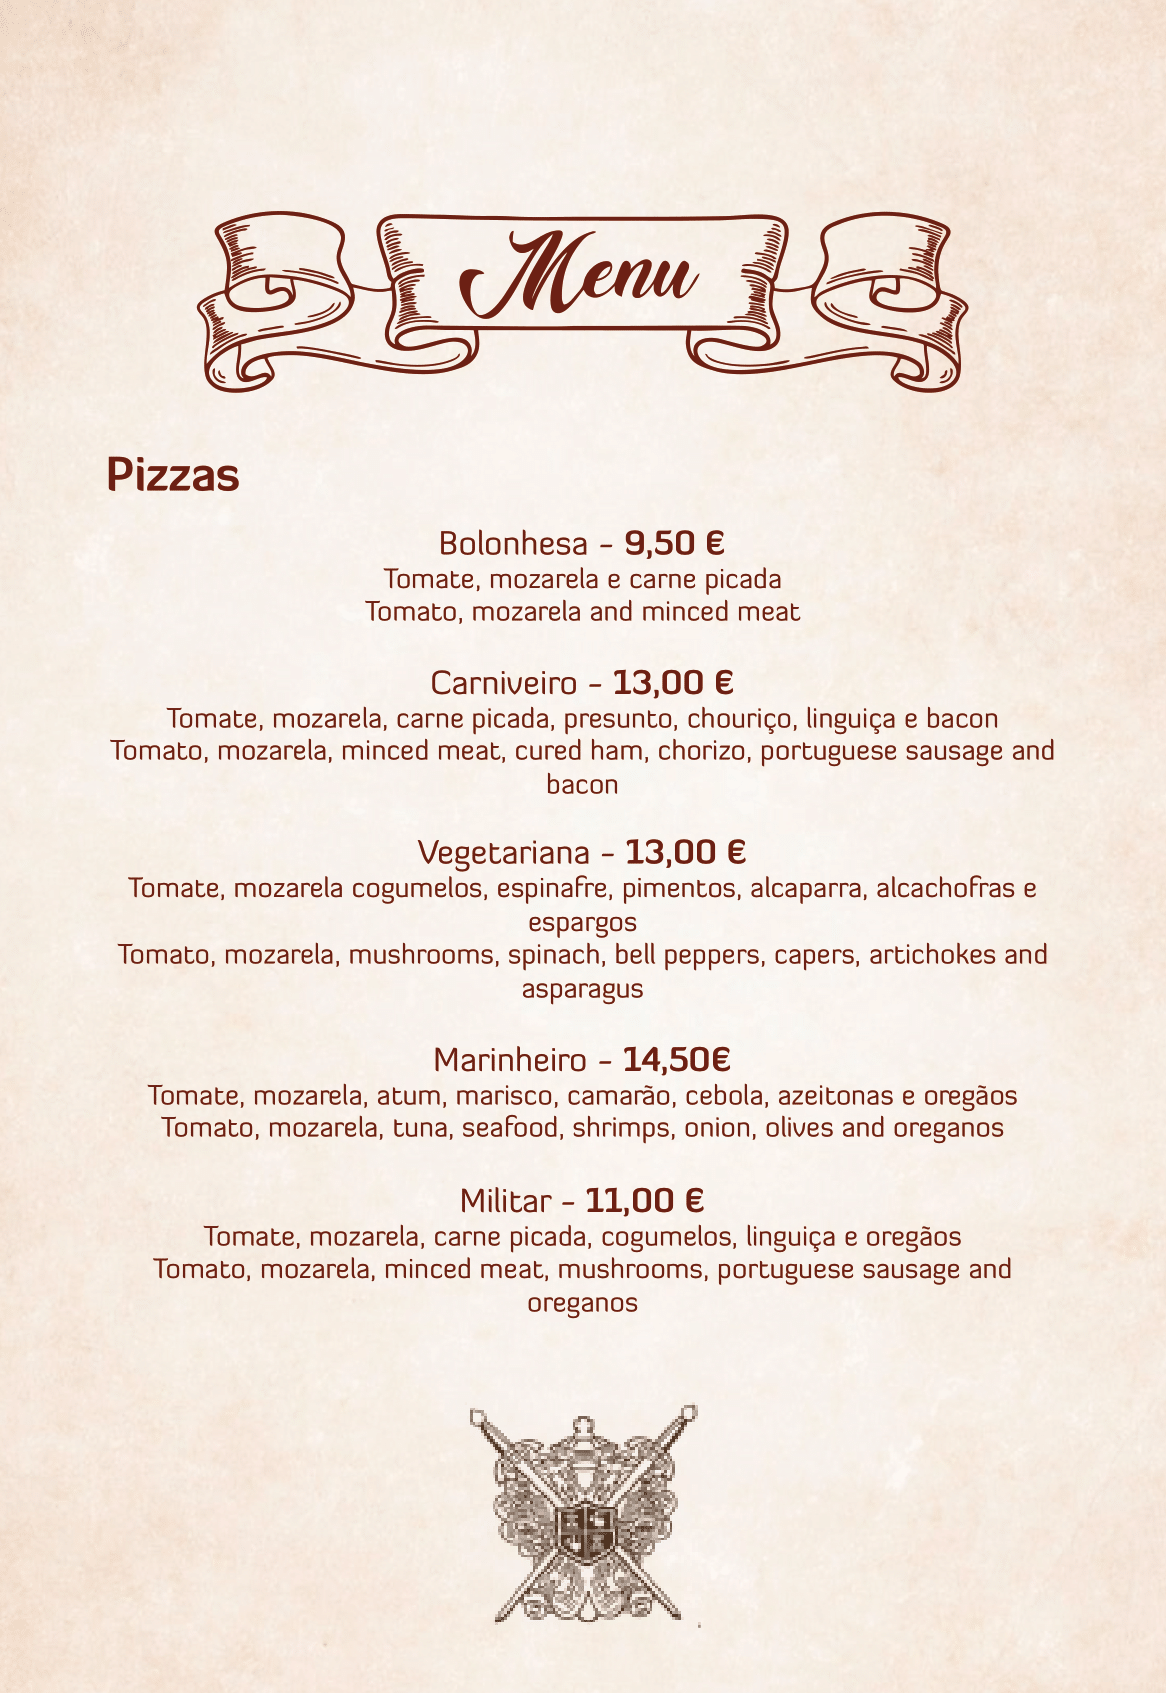 Menu
Pizzas
Bolonhesa - 9,50 €
Tomate, mozarela e carne picada
Tomato, mozarela and minced meat
Carniveiro - 13,00 €
Tomate, mozarela, carne picada, presunto, chouriço, linguiça e bacon
Tomato, mozarela, minced meat, cured ham, chorizo, portuguese sausage and
bacon
Vegetariana - 13,00 €
Tomate, mozarela cogumelos, espinafre, pimentos, alcaparra, alcachofras e
espargos
Tomato, mozarela, mushrooms, spinach, bell peppers, capers, artichokes and
asparagus
Marinheiro - 14,50€
Tomate, mozarela, atum, marisco, camarão, cebola, azeitonas e oregãos
Tomato, mozarela, tuna, seafood, shrimps, onion, olives and oreganos
Militar - 11,00 €
Tomate, mozarela, carne picada, cogumelos, linguiça e oregãos
Tomato, mozarela, minced meat, mushrooms, portuguese sausage and
oreganos